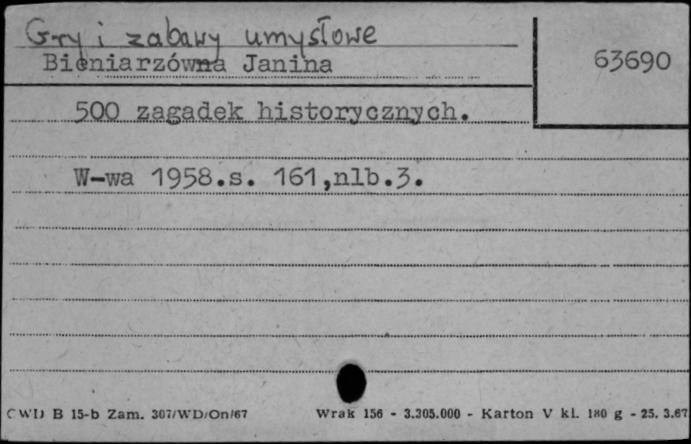 Gry i zabawy umysłowe
Bieniarzówna Janina
63690
500 zagadek historycznych.
W-wa 1958.s. 161,nlb.3.
CWD B 15-b Zam. 307/WD/On/67
Wrak 156 - 3.305.000 - Karton V kl. 180 g - 25. 3.67